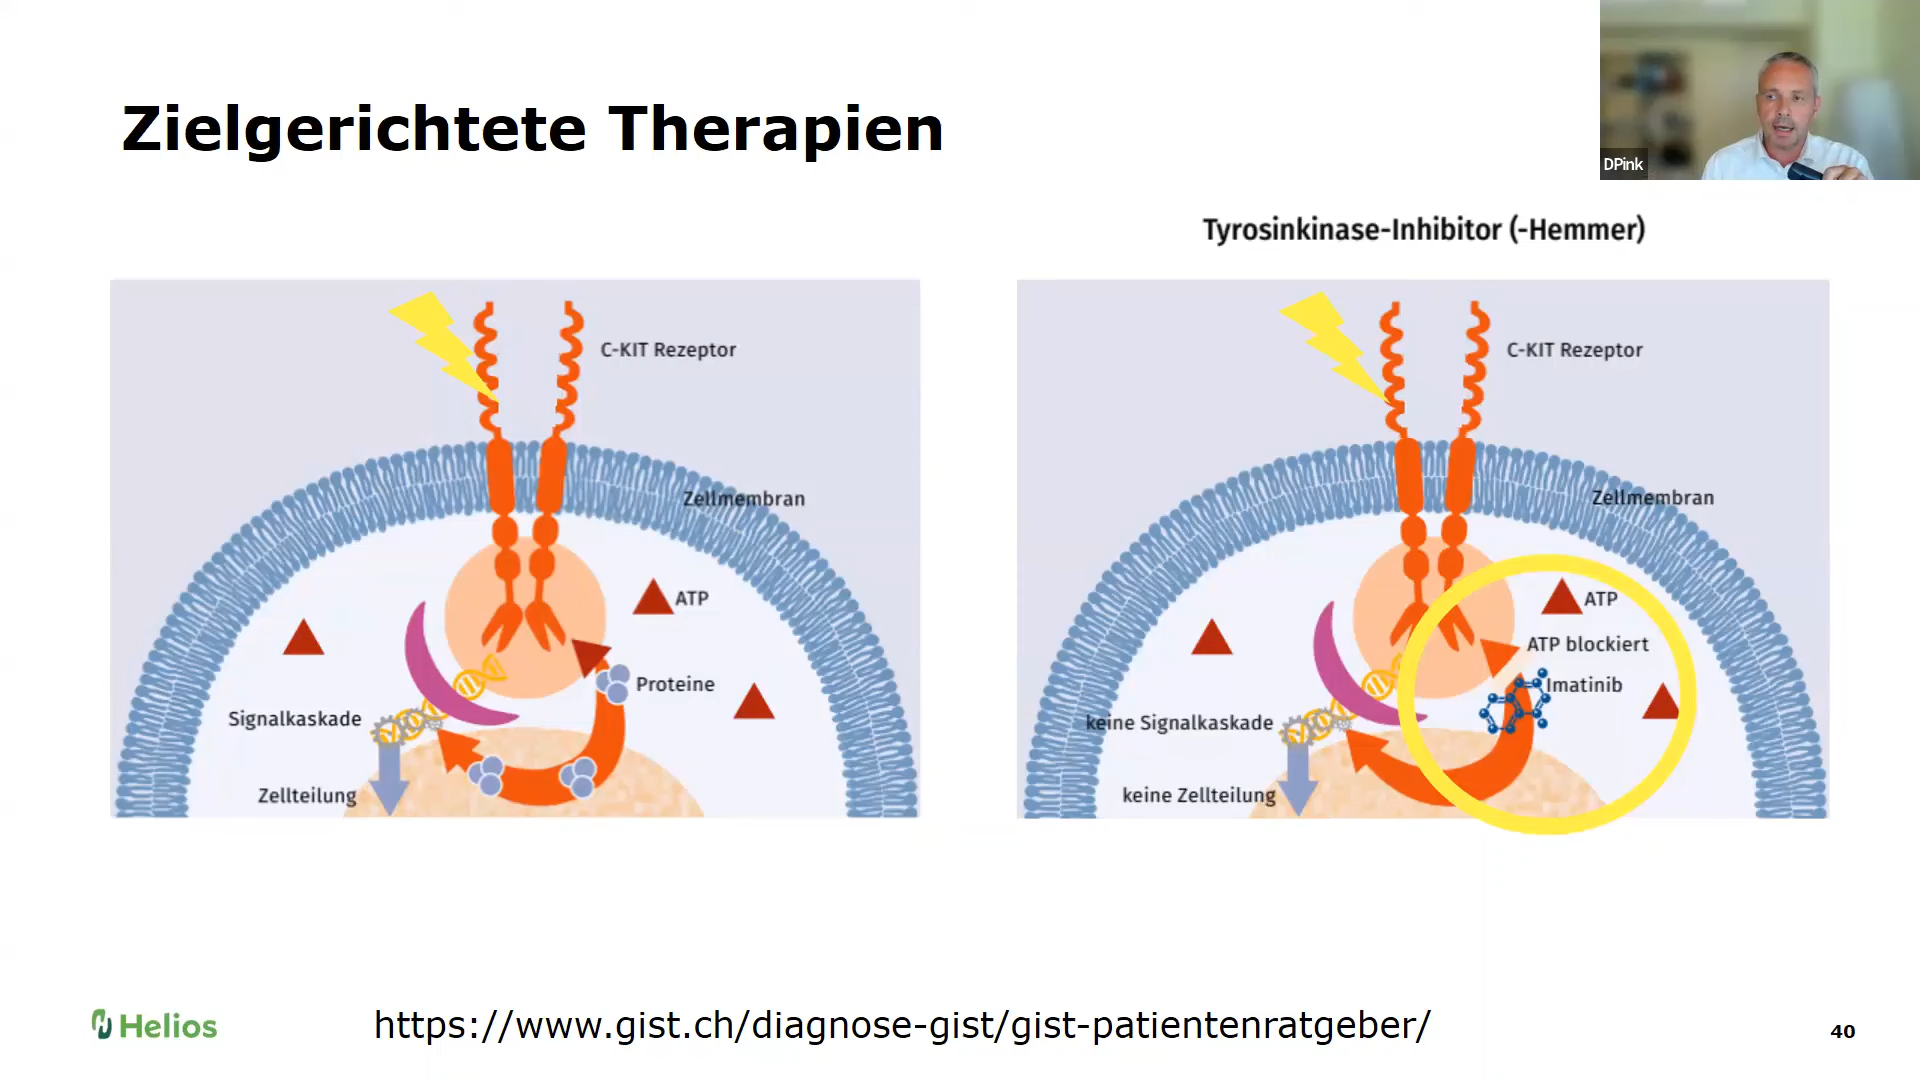 Zielgerichtete Therapien
DPink
Tyrosinkinase-Inhibitor (-Hemmer)
C-KIT Rezeptor
Zellmembran
ATP
Proteine
Signalkaskade
Zellteilung
C-KIT Rezeptor
Zellmembran
ATP
ATP blockiert
Imatinib
keine Signalkaskade
keine Zellteilung
Helios
https://www.gist.ch/diagnose-gist/gist-patientenratgeber/
40